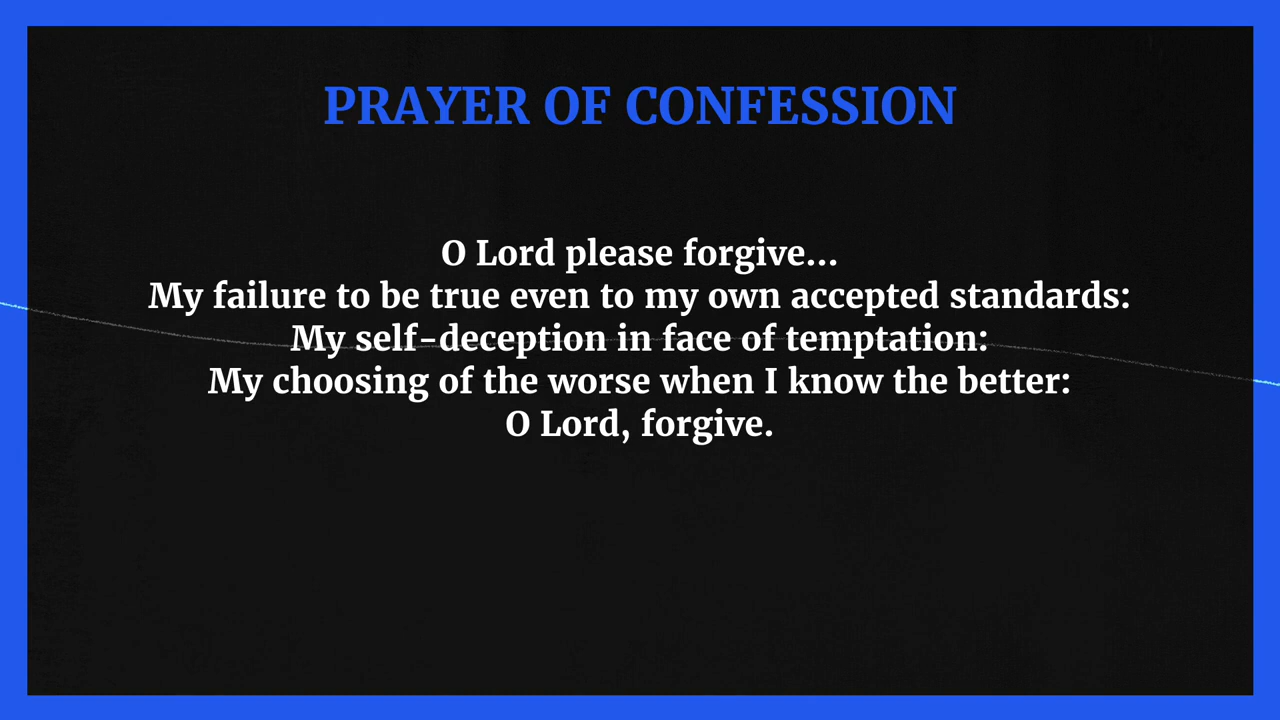 PRAYER OF CONFESSION
O Lord please forgive...
My failure to be true even to my own accepted standards:
My self-deception in face of temptation:
My choosing of the worse when I know the better:
O Lord, forgive.